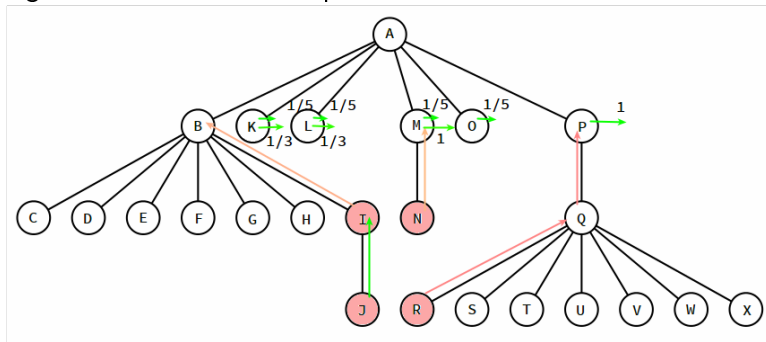 A
1/5 1/5 1/5 1/5 1
B K L M O P
1/3 1/3 1
C D E F G H I N Q
J R S T U V W X